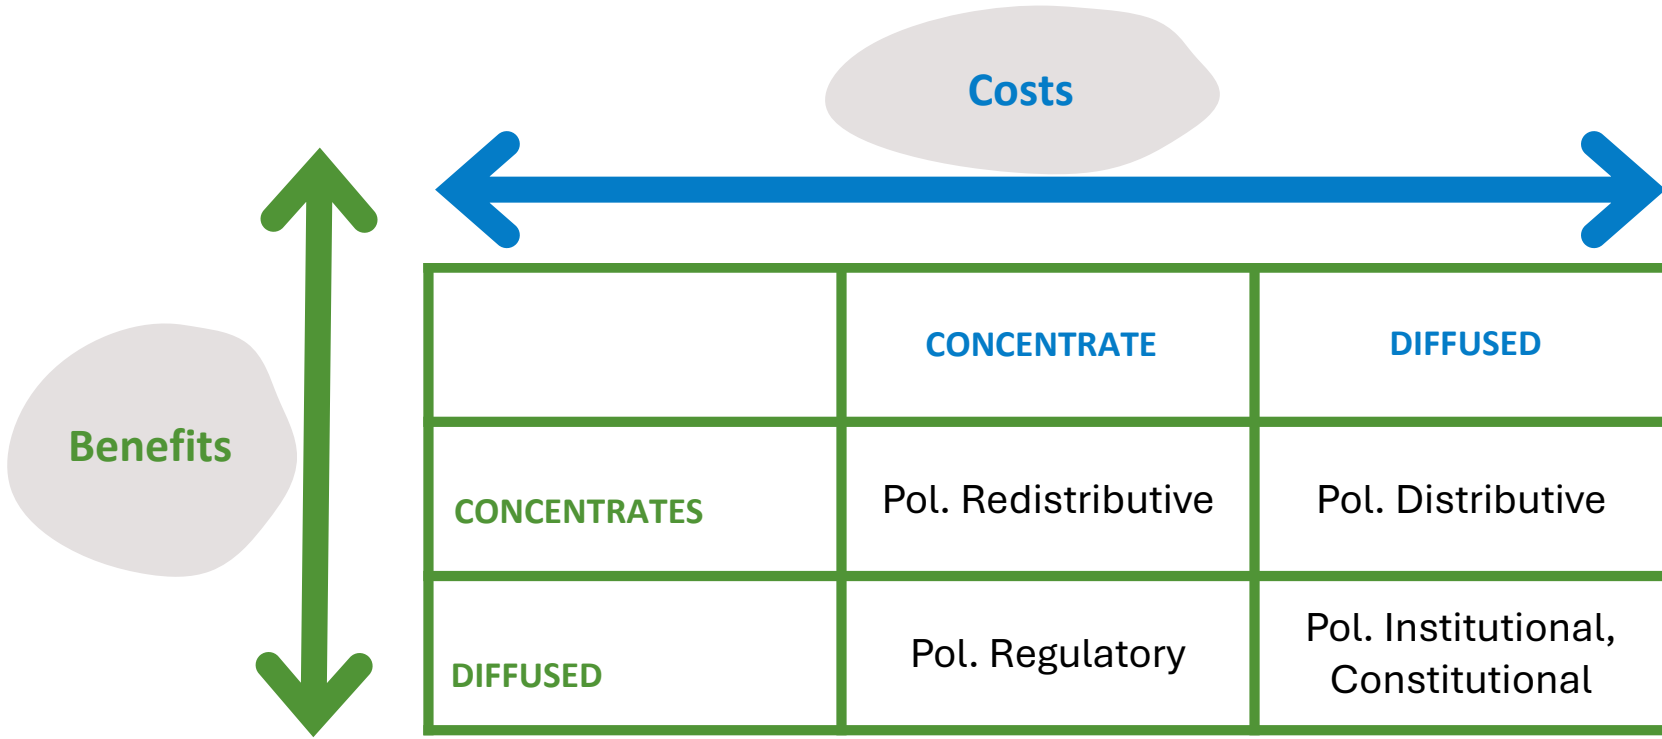 Costs
Benefits
CONCENTRATE
DIFFUSED
CONCENTRATES
Pol. Redistributive
Pol. Distributive
DIFFUSED
Pol. Regulatory
Pol. Institutional,
Constitutional